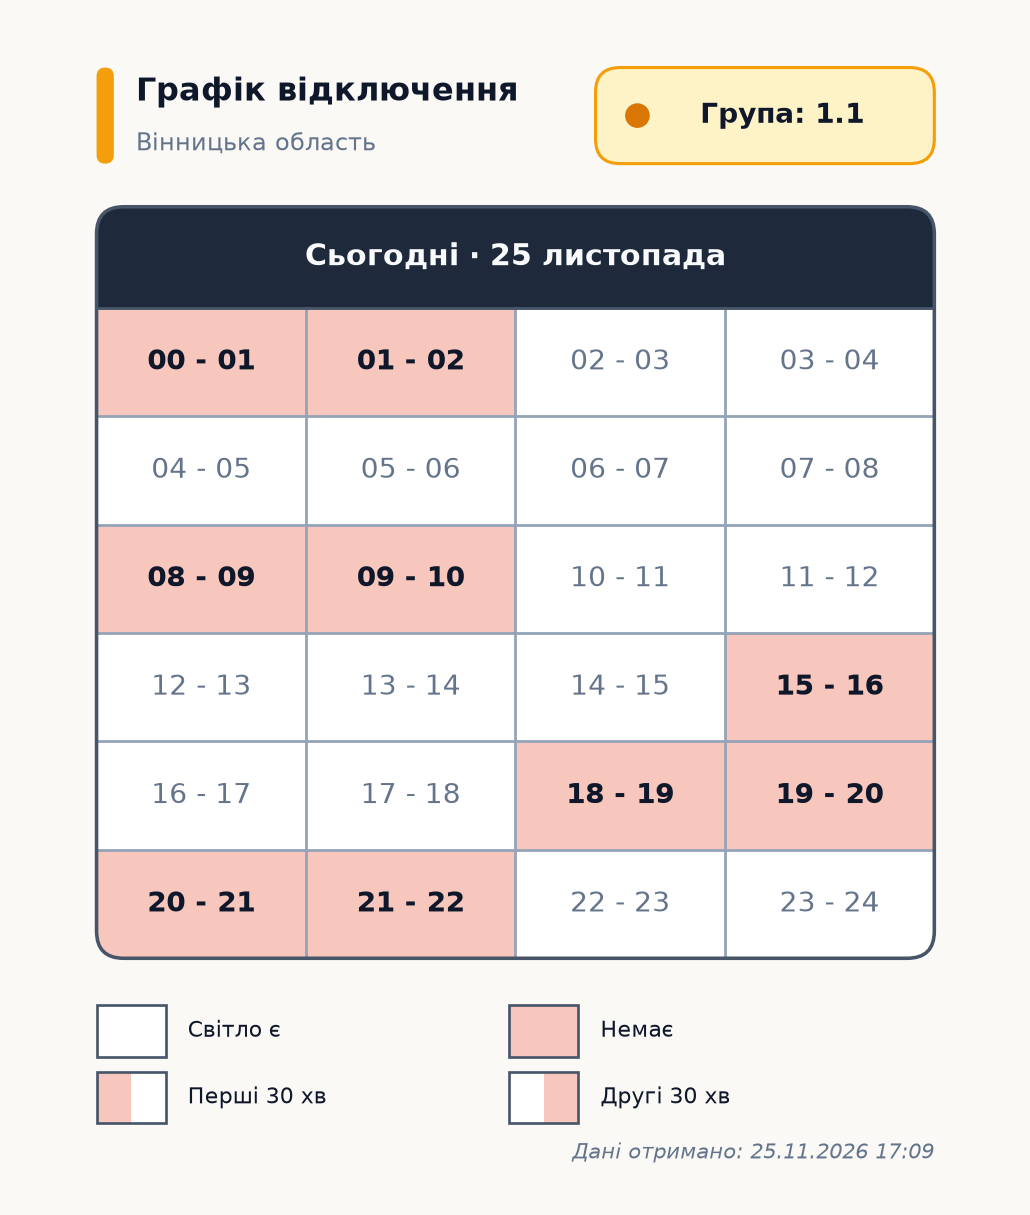 Графік відключення
Вінницька область
Група: 1.1
Сьогодні · 25 листопада
00 - 01 01 - 02 02 - 03 03 - 04
04 - 05 05 - 06 06 - 07 07 - 08
08 - 09 09 - 10 10 - 11 11 - 12
12 - 13 13 - 14 14 - 15 15 - 16
16 - 17 17 - 18 18 - 19 19 - 20
20 - 21 21 - 22 22 - 23 23 - 24
Світло є Немає
Перші 30 хв Другі 30 хв
Дані отримано: 25.11.2026 17:09